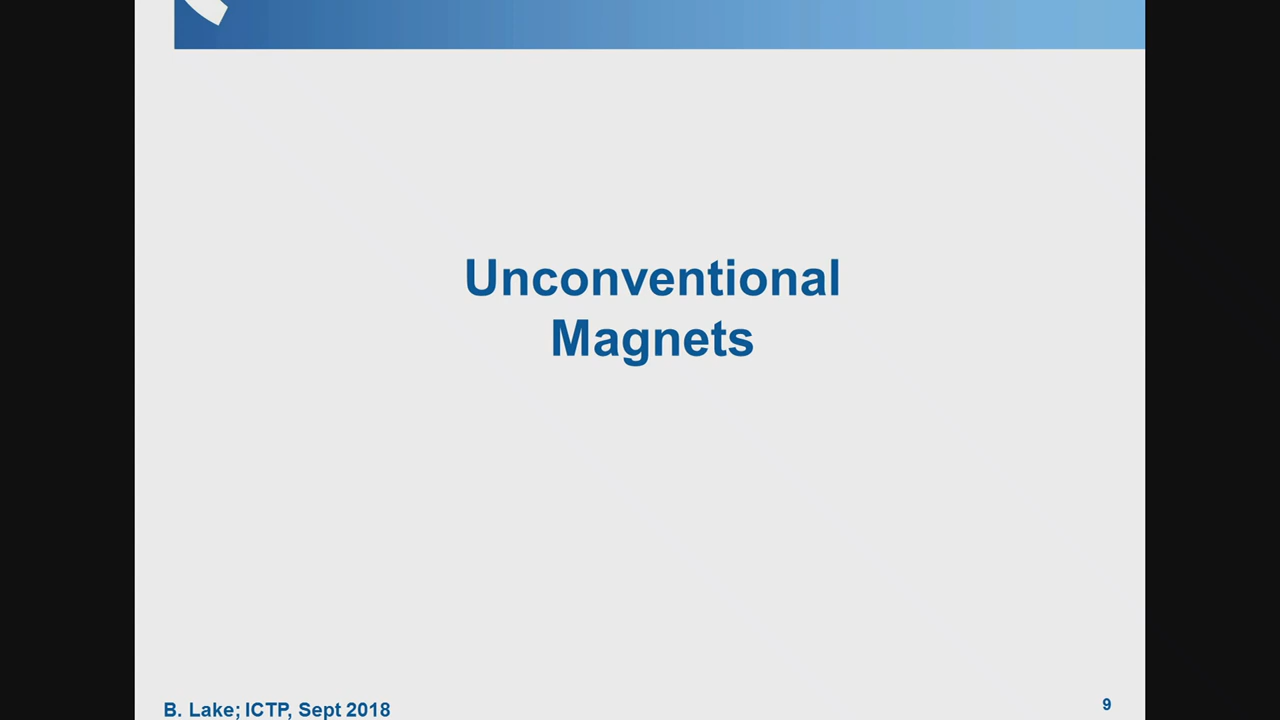 Unconventional
Magnets
B. Lake; ICTP, Sept 2018
9